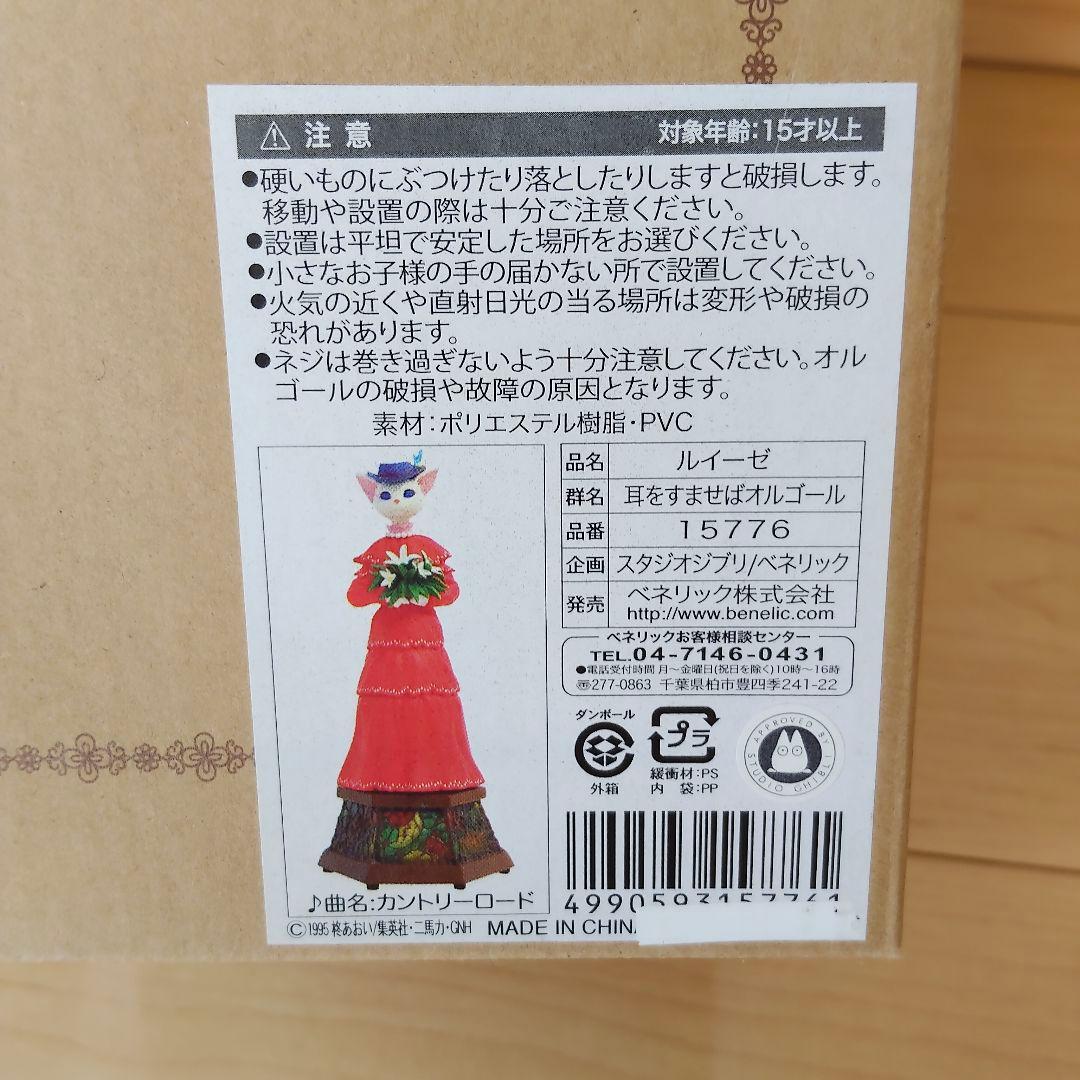 注意 対象年齢:15才以上
●硬いものにぶつけたり落としたりしますと破損します。
移動や設置の際は十分ご注意ください。
●設置は平坦で安定した場所をお選びください。
●小さなお子様の手の届かない所で設置してください。
●火気の近くや直射日光の当る場所は変形や破損の
恐れがあります。
●ネジは巻き過ぎないよう十分注意してください。オル
ゴールの破損や故障の原因となります。
素材:ポリエステル樹脂・PVC
品名 ルイーゼ
群名 耳をすませばオルゴール
品番 15776
企画 スタジオジブリ/ベネリック
発売 ベネリック株式会社
http://www.benelic.com
ベネリックお客様相談センター
TEL.04-7146-0431
●電話受付時間 月〜金曜日(祝日を除く)10時〜16時
〠277-0863 千葉県柏市豊四季241-22
ダンボール
外箱
プラ
緩衝材:PS
内 袋:PP
APPROVED BY
STUDIO GHIBLI
4990593157761
♪曲名:カントリーロード
©1995 柊あおい/集英社・二馬力・GNH MADE IN CHINA